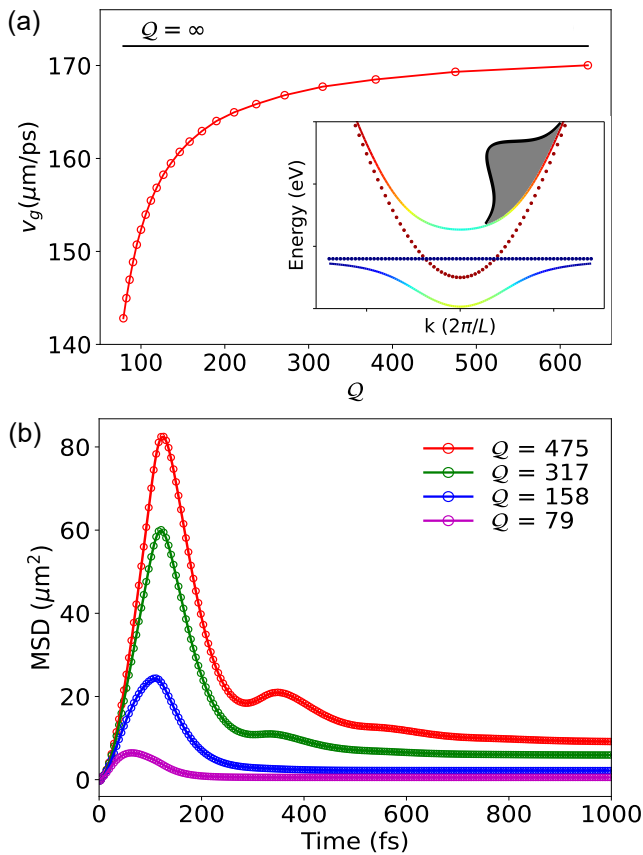 (a)
𝒬 = ∞
170
160
150
140
v_g(μm/ps)
Energy (eV)
k (2π/L)
100 200 300 400 500 600
𝒬
(b)
80
60
40
20
0
MSD (μm²)
𝒬 = 475
𝒬 = 317
𝒬 = 158
𝒬 = 79
0 200 400 600 800 1000
Time (fs)